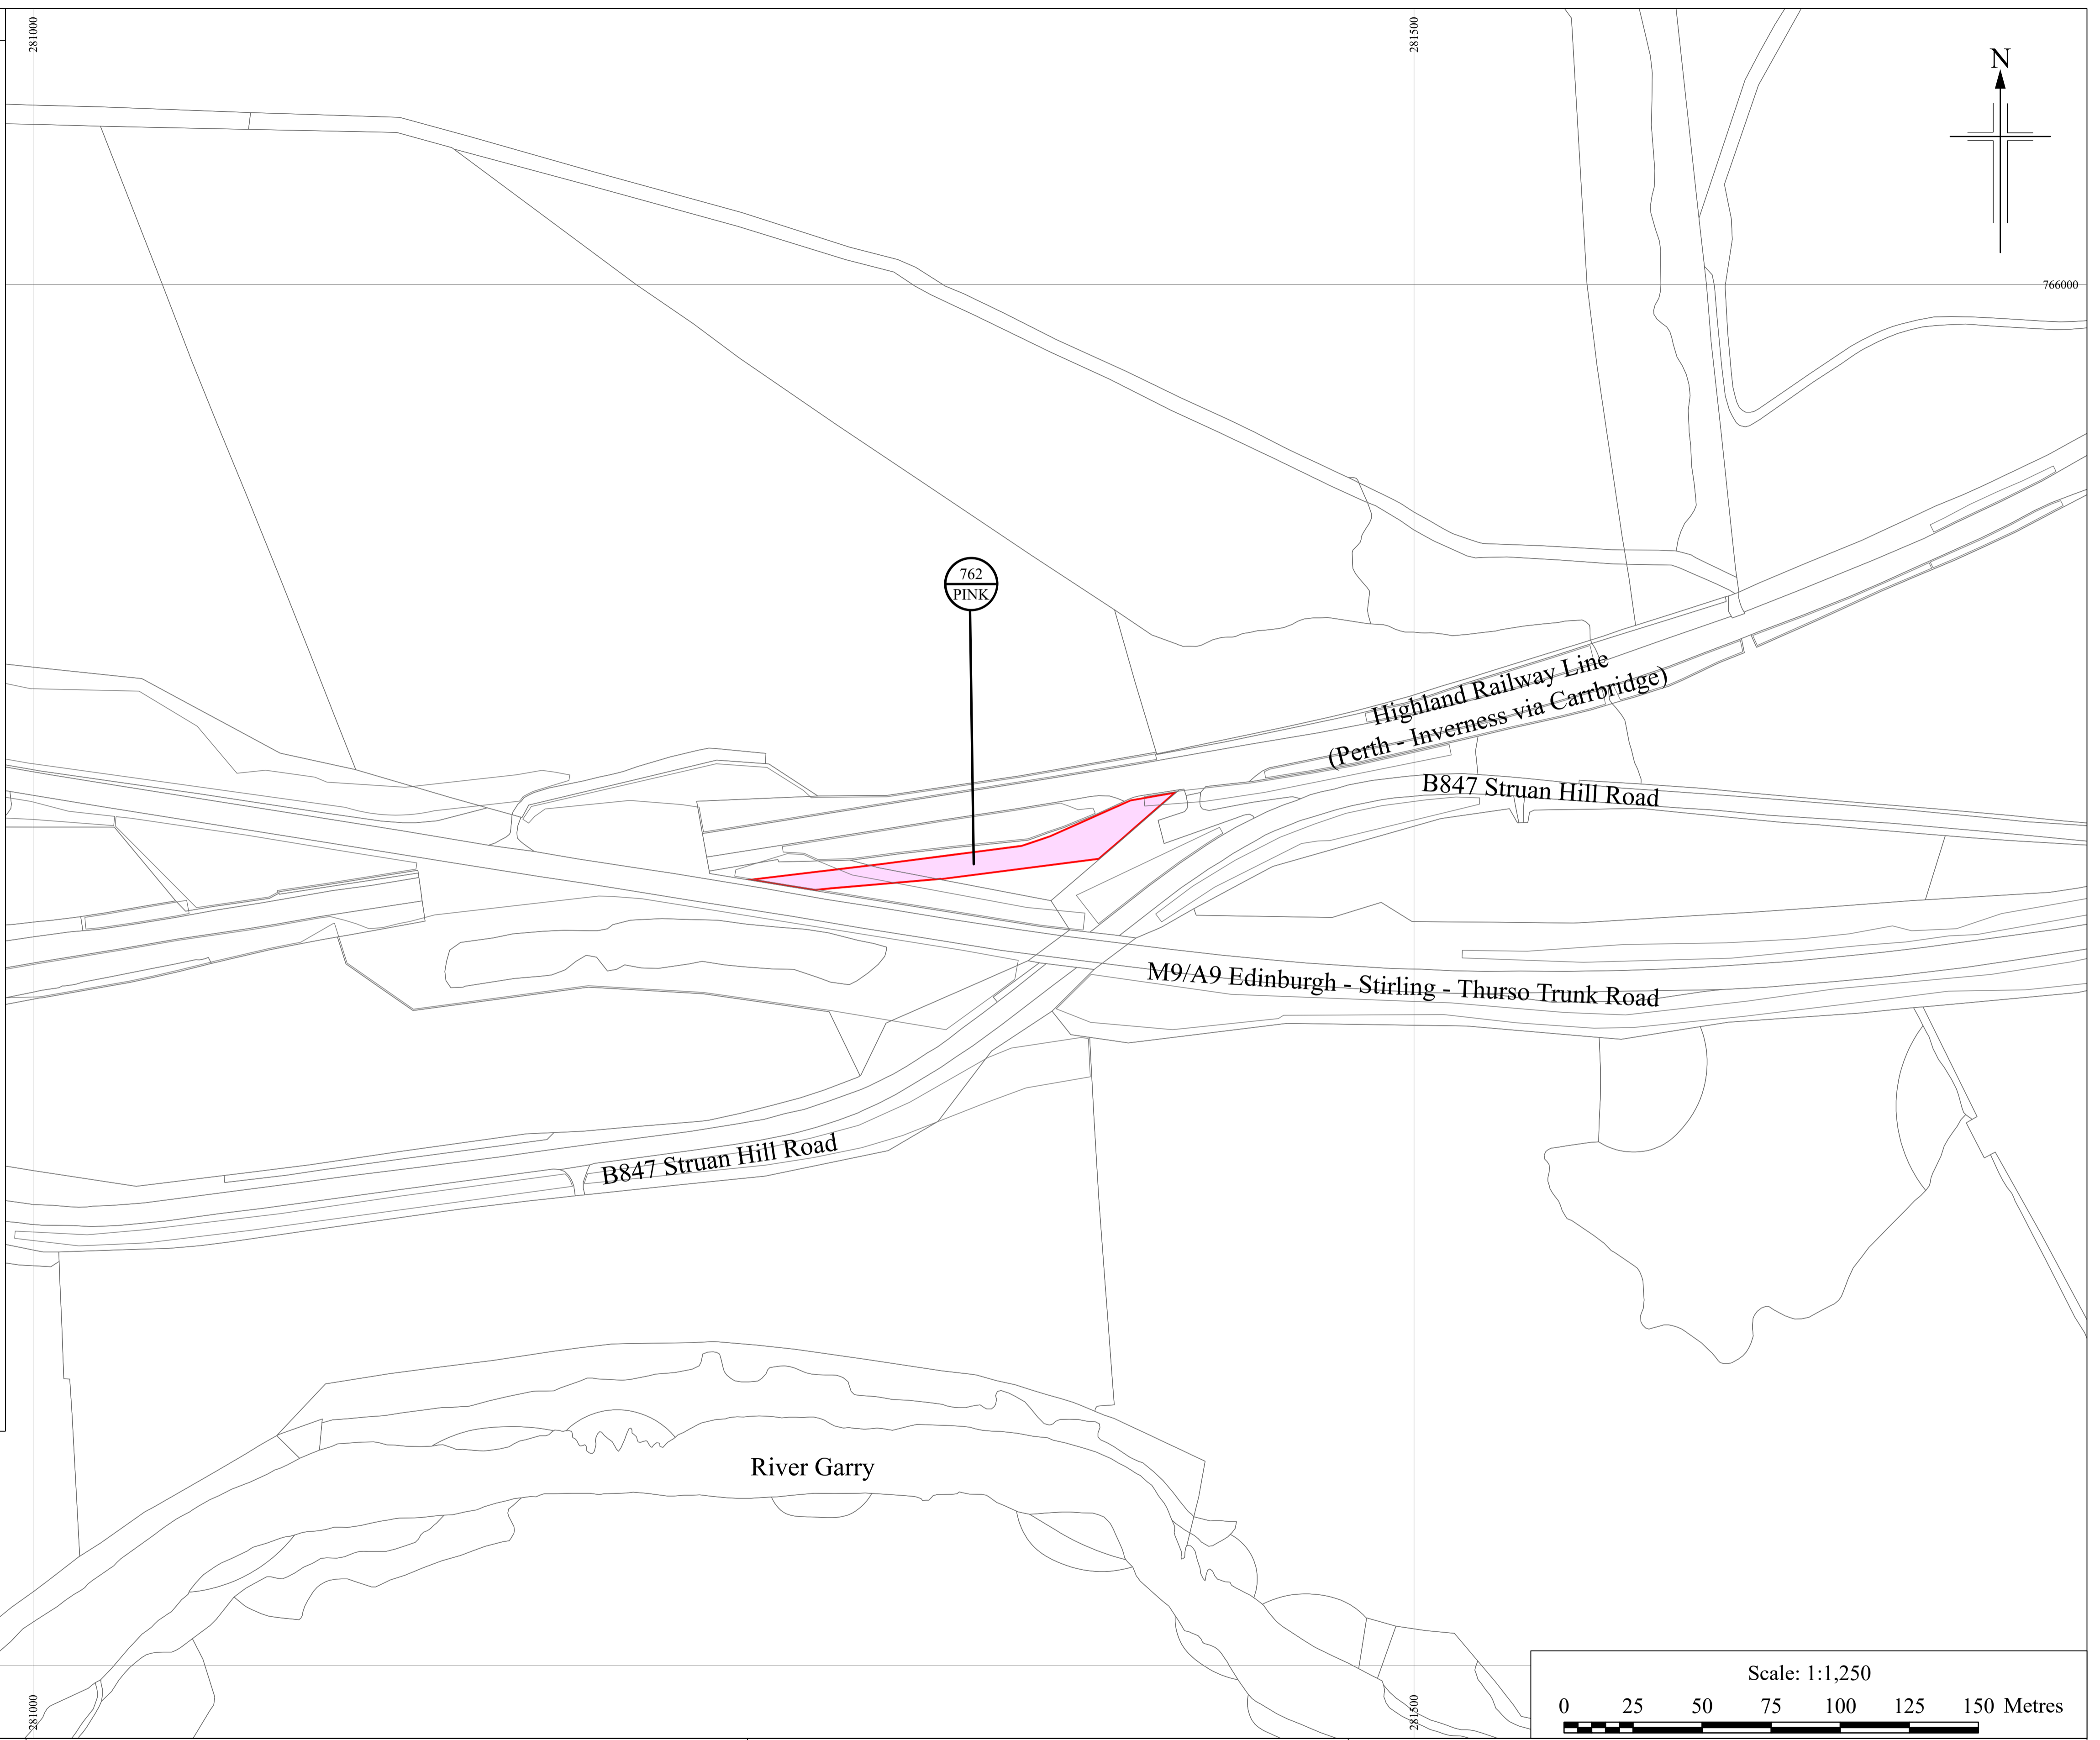 281000
281500
N
766000
762
PINK
Highland Railway Line
(Perth - Inverness via Carrbridge)
B847 Struan Hill Road
M9/A9 Edinburgh - Stirling - Thurso Trunk Road
B847 Struan Hill Road
River Garry
Scale: 1:1,250
0 25 50 75 100 125 150 Metres
281000
281500